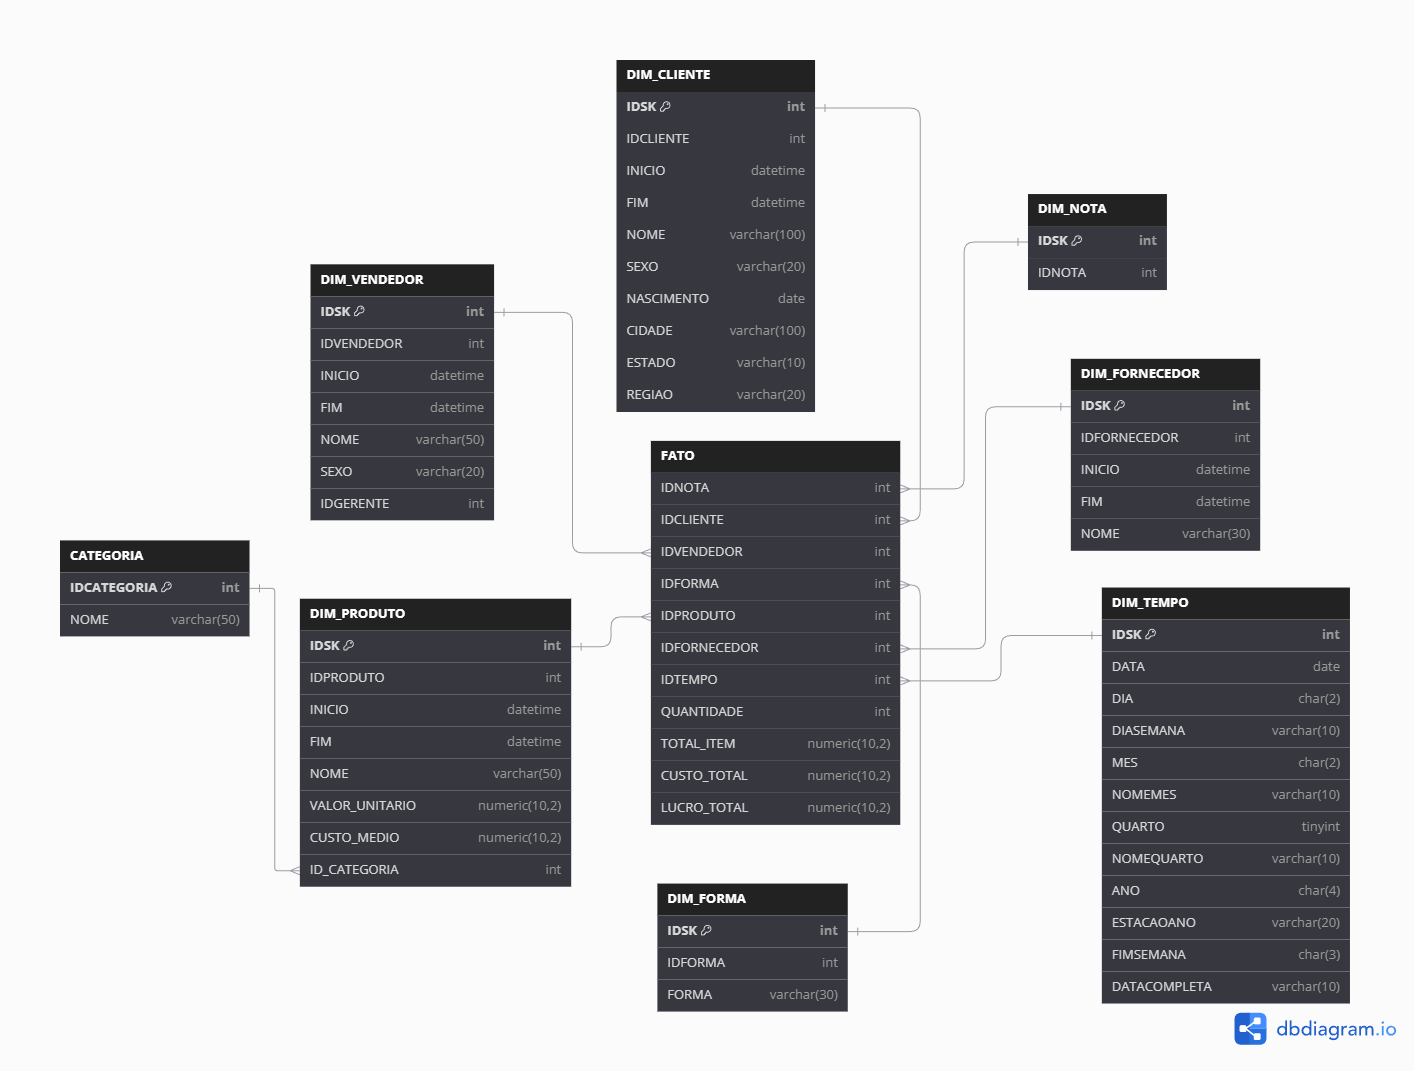 DIM_CLIENTE
IDSK int
IDCLIENTE int
INICIO datetime
FIM datetime
NOME varchar(100)
SEXO varchar(20)
NASCIMENTO date
CIDADE varchar(100)
ESTADO varchar(10)
REGIAO varchar(20)
DIM_NOTA
IDSK int
IDNOTA int
DIM_VENDEDOR
IDSK int
IDVENDEDOR int
INICIO datetime
FIM datetime
NOME varchar(50)
SEXO varchar(20)
IDGERENTE int
DIM_FORNECEDOR
IDSK int
IDFORNECEDOR int
INICIO datetime
FIM datetime
NOME varchar(30)
FATO
IDNOTA int
IDCLIENTE int
IDVENDEDOR int
IDFORMA int
IDPRODUTO int
IDFORNECEDOR int
IDTEMPO int
QUANTIDADE int
TOTAL_ITEM numeric(10,2)
CUSTO_TOTAL numeric(10,2)
LUCRO_TOTAL numeric(10,2)
CATEGORIA
IDCATEGORIA int
NOME varchar(50)
DIM_PRODUTO
IDSK int
IDPRODUTO int
INICIO datetime
FIM datetime
NOME varchar(50)
VALOR_UNITARIO numeric(10,2)
CUSTO_MEDIO numeric(10,2)
ID_CATEGORIA int
DIM_TEMPO
IDSK int
DATA date
DIA char(2)
DIASEMANA varchar(10)
MES char(2)
NOMEMES varchar(10)
QUARTO tinyint
NOMEQUARTO varchar(10)
ANO char(4)
ESTACAOANO varchar(20)
FIMSEMANA char(3)
DATACOMPLETA varchar(10)
DIM_FORMA
IDSK int
IDFORMA int
FORMA varchar(30)
dbdiagram.io